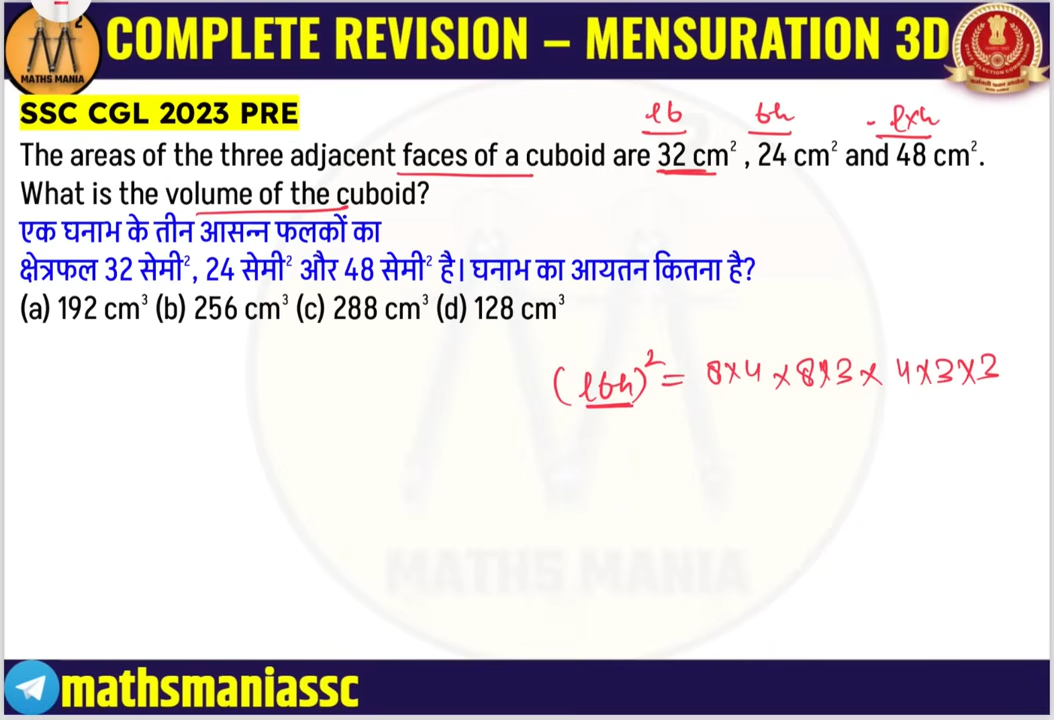 COMPLETE REVISION – MENSURATION 3D
2
MATHS MANIA
SSC CGL 2023 PRE
lb bh l×h
The areas of the three adjacent faces of a cuboid are 32 cm², 24 cm² and 48 cm².
What is the volume of the cuboid?
एक घनाभ के तीन आसन्न फलकों का
क्षेत्रफल 32 सेमी², 24 सेमी² और 48 सेमी² है। घनाभ का आयतन कितना है?
(a) 192 cm³ (b) 256 cm³ (c) 288 cm³ (d) 128 cm³
(lbh)² = 8×4 × 8×3 × 4×3×
MATHS MANIA
mathsmaniassc